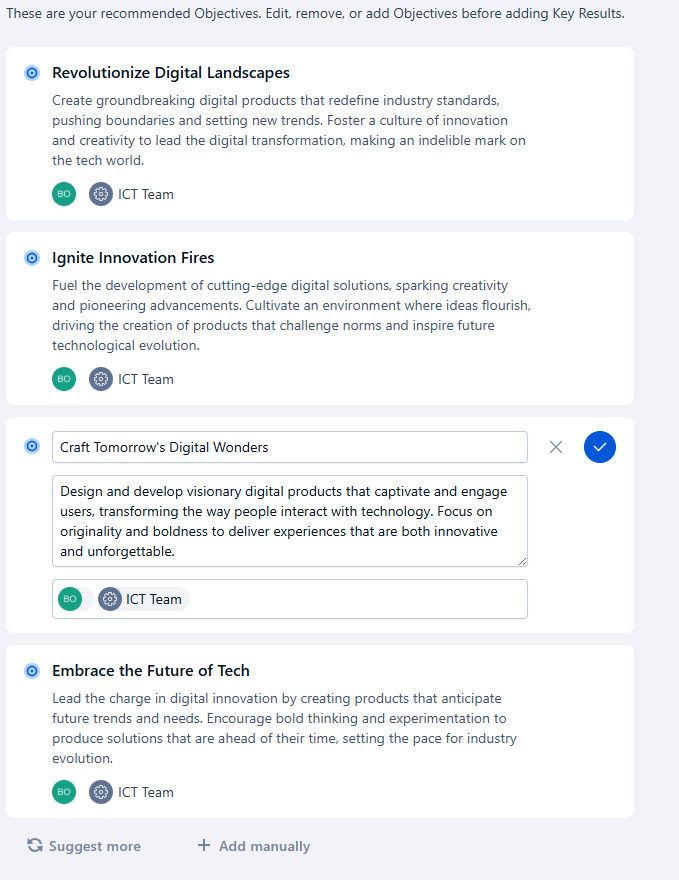 These are your recommended Objectives. Edit, remove, or add Objectives before adding Key Results.
Revolutionize Digital Landscapes
Create groundbreaking digital products that redefine industry standards,
pushing boundaries and setting new trends. Foster a culture of innovation
and creativity to lead the digital transformation, making an indelible mark on
the tech world.
BO ICT Team
Ignite Innovation Fires
Fuel the development of cutting-edge digital solutions, sparking creativity
and pioneering advancements. Cultivate an environment where ideas flourish,
driving the creation of products that challenge norms and inspire future
technological evolution.
BO ICT Team
Craft Tomorrow's Digital Wonders
Design and develop visionary digital products that captivate and engage
users, transforming the way people interact with technology. Focus on
originality and boldness to deliver experiences that are both innovative
and unforgettable.
BO ICT Team
Embrace the Future of Tech
Lead the charge in digital innovation by creating products that anticipate
future trends and needs. Encourage bold thinking and experimentation to
produce solutions that are ahead of their time, setting the pace for industry
evolution.
BO ICT Team
Suggest more + Add manually